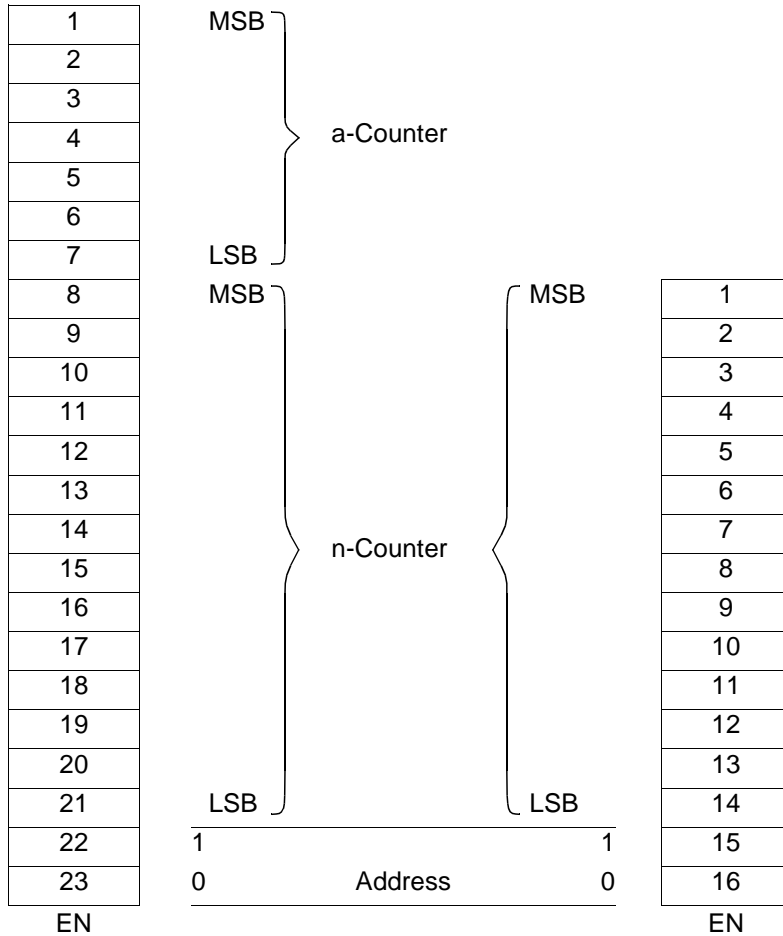 1 MSB
2
3
4 a-Counter
5
6
7 LSB
8 MSB MSB 1
9 2
10 3
11 4
12 5
13 6
14 7
15 n-Counter 8
16 9
17 10
18 11
19 12
20 13
21 LSB LSB 14
22 1 1 15
23 0 Address 0 16
EN EN